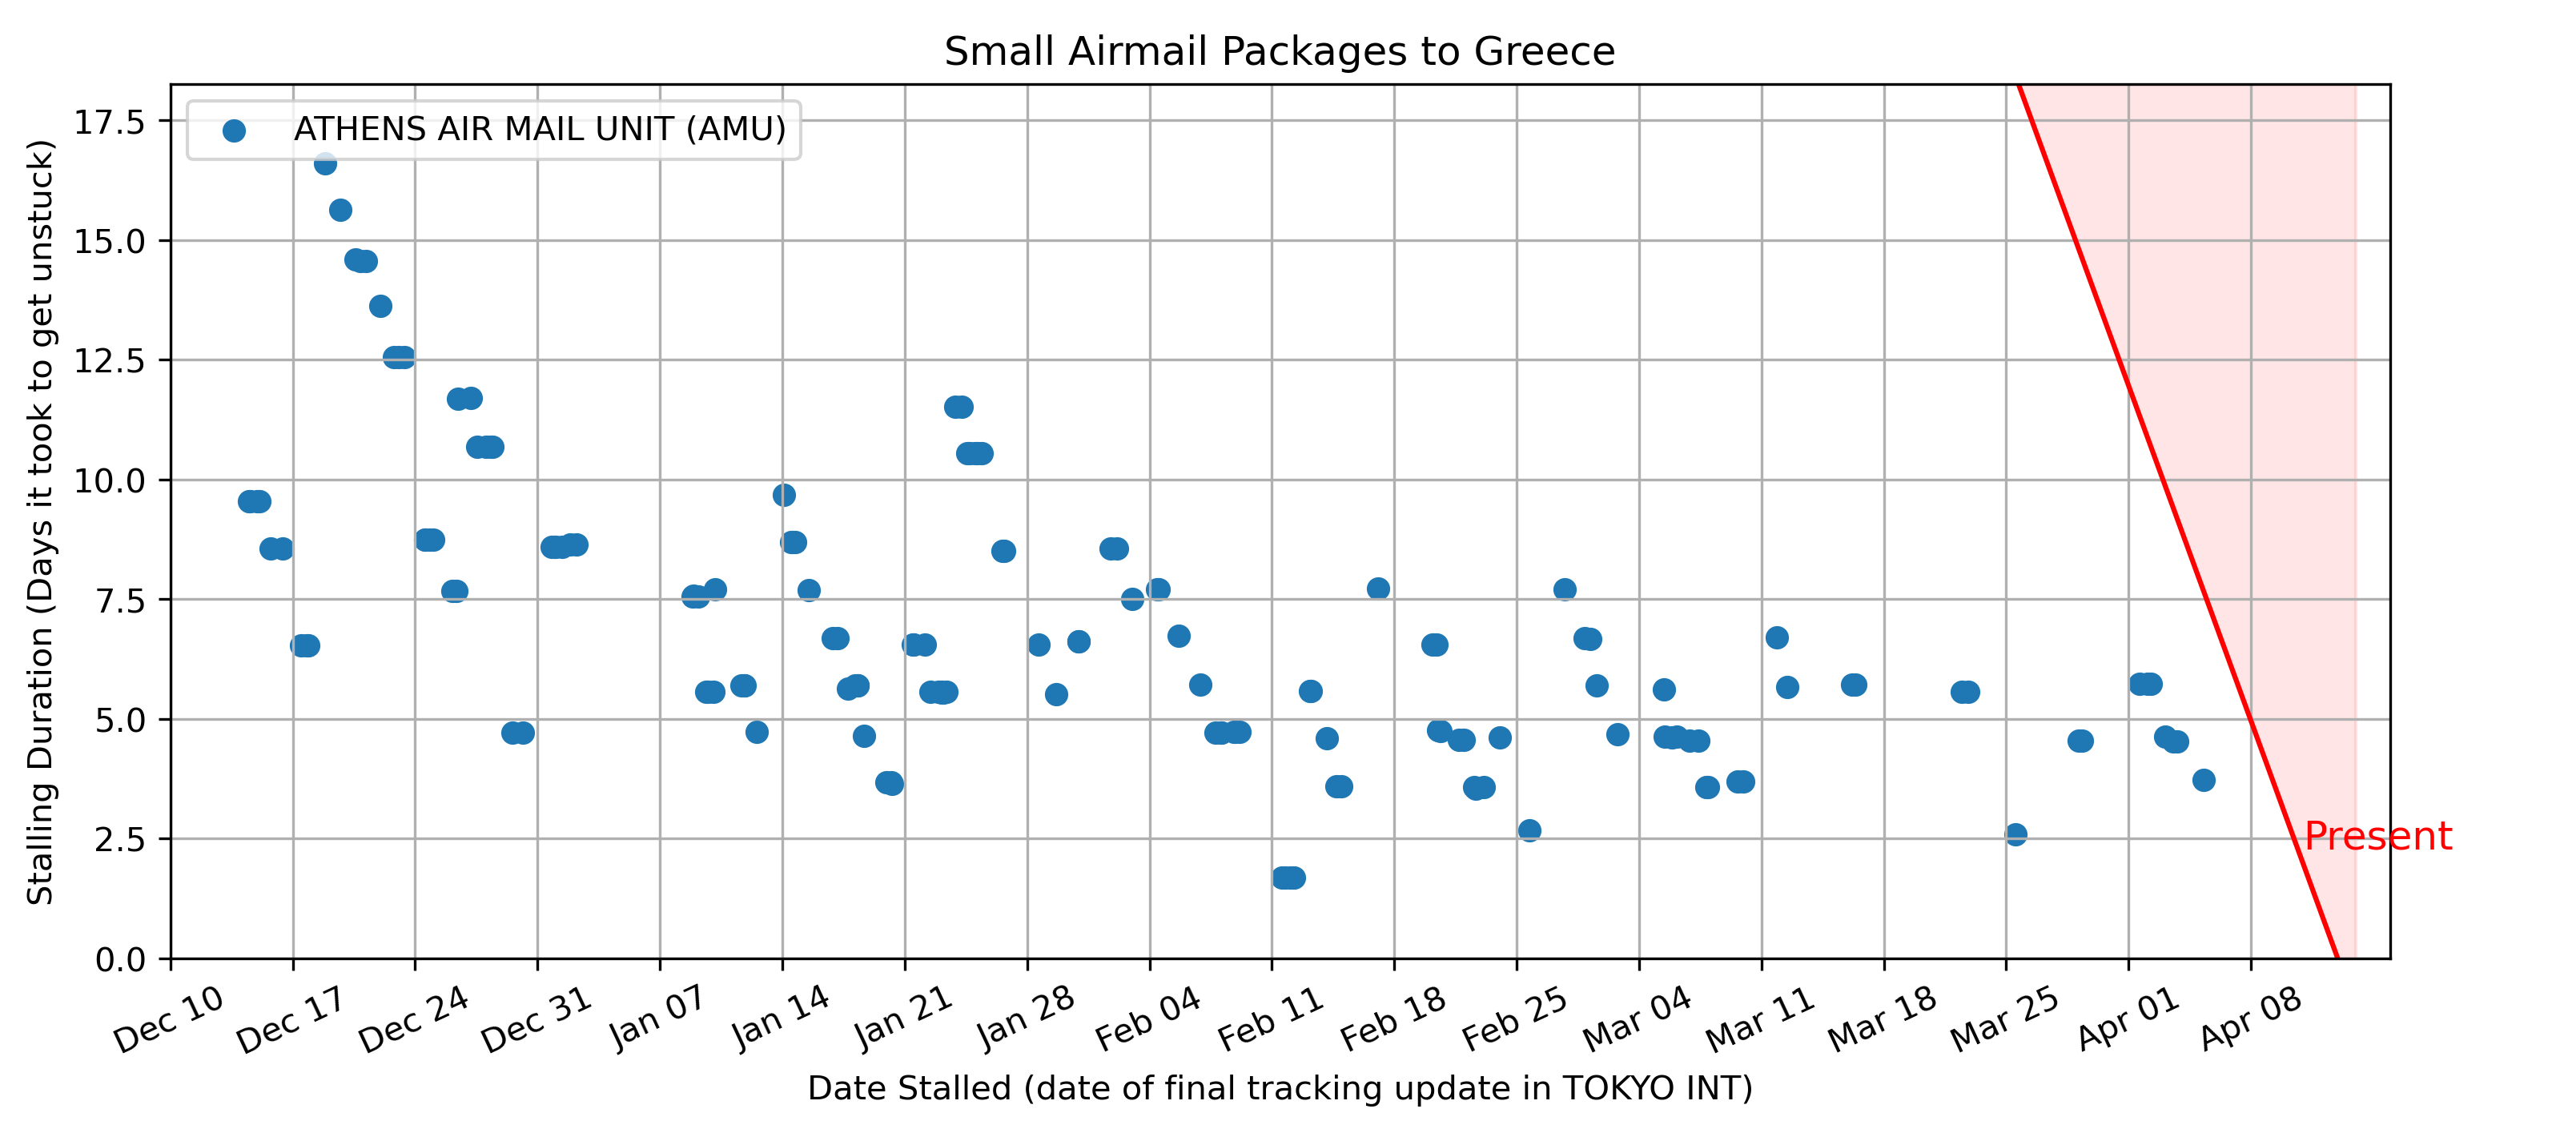 Small Airmail Packages to Greece
ATHENS AIR MAIL UNIT (AMU)
Stalling Duration (Days it took to get unstuck)
17.5
15.0
12.5
10.0
7.5
5.0
2.5
0.0
Present
Dec 10
Dec 17
Dec 24
Dec 31
Jan 07
Jan 14
Jan 21
Jan 28
Feb 04
Feb 11
Feb 18
Feb 25
Mar 04
Mar 11
Mar 18
Mar 25
Apr 01
Apr 08
Date Stalled (date of final tracking update in TOKYO INT)